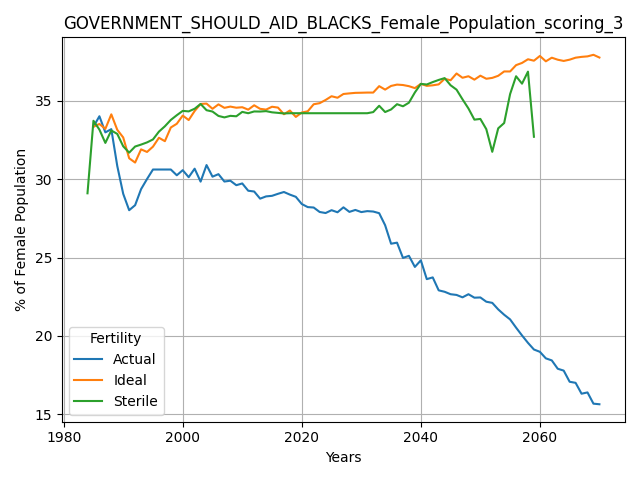 GOVERNMENT_SHOULD_AID_BLACKS_Female_Population_scoring_3
% of Female Population
35
30
25
20
15
Fertility
Actual
Ideal
Sterile
1980 2000 2020 2040 2060
Years